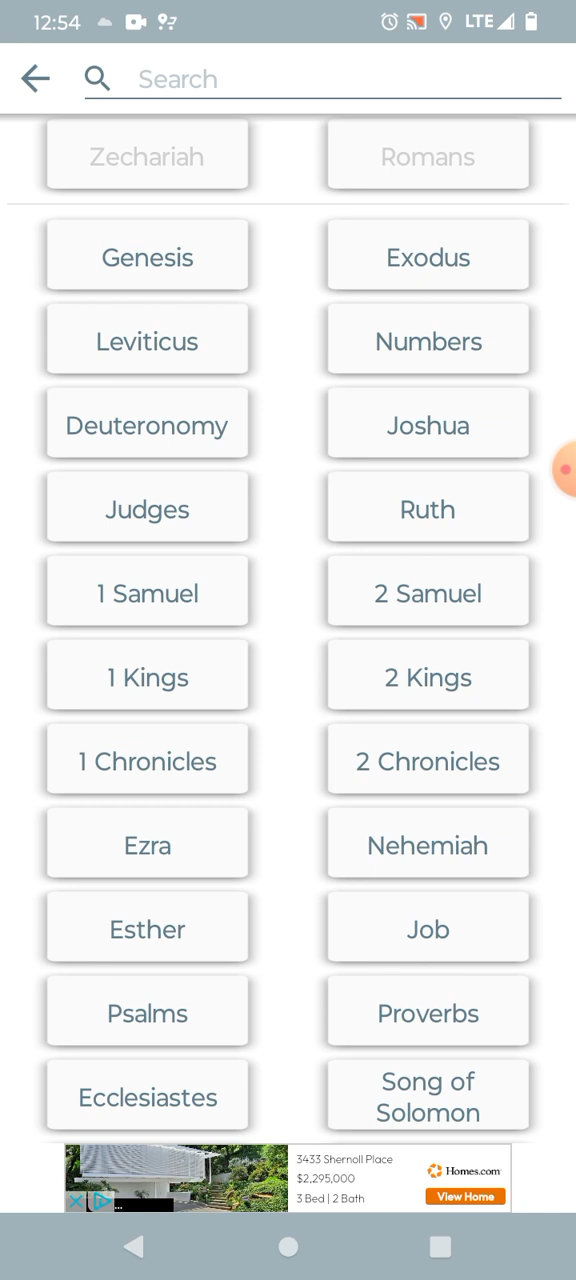 12:54 LTE
Search
Zechariah Romans
Genesis Exodus
Leviticus Numbers
Deuteronomy Joshua
Judges Ruth
1 Samuel 2 Samuel
1 Kings 2 Kings
1 Chronicles 2 Chronicles
Ezra Nehemiah
Esther Job
Psalms Proverbs
Ecclesiastes Song of
Solomon
3433 Shernoll Place
$2,295,000
3 Bed | 2 Bath
...
Homes.com
View Home